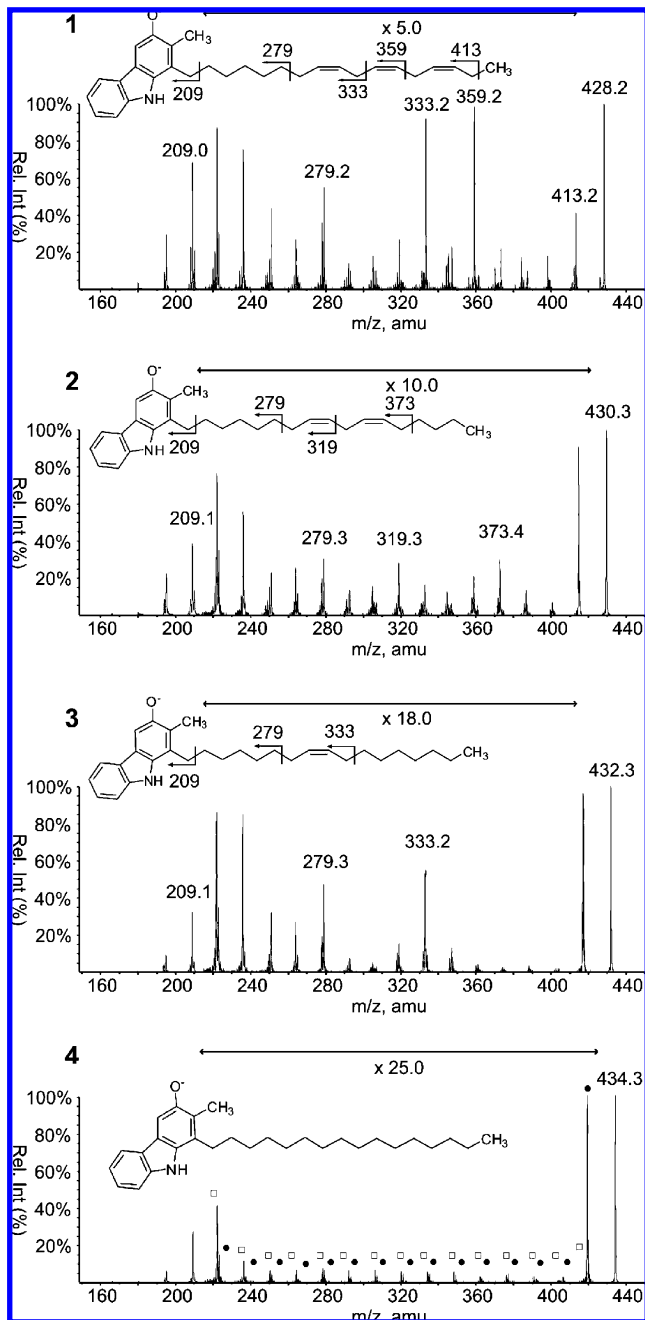 1
O
x 5.0
CH₃
279
359
413
CH₃
NH
209
333
Rel. Int (%)
100%
80%
60%
40%
20%
209.0
279.2
333.2
359.2
413.2
428.2
160 200 240 280 320 360 400 440
m/z, amu
2
O⁻
x 10.0
CH₃
279
373
CH₃
NH
209
319
Rel. Int (%)
100%
80%
60%
40%
20%
209.1
279.3
319.3
373.4
430.3
160 200 240 280 320 360 400 440
m/z, amu
3
O⁻
x 18.0
CH₃
279
333
CH₃
NH
209
Rel. Int (%)
100%
80%
60%
40%
20%
209.1
279.3
333.2
432.3
160 200 240 280 320 360 400 440
m/z, amu
4
O⁻
x 25.0
CH₃
CH₃
NH
434.3
Rel. Int (%)
100%
80%
60%
40%
20%
160 200 240 280 320 360 400 440
m/z, amu